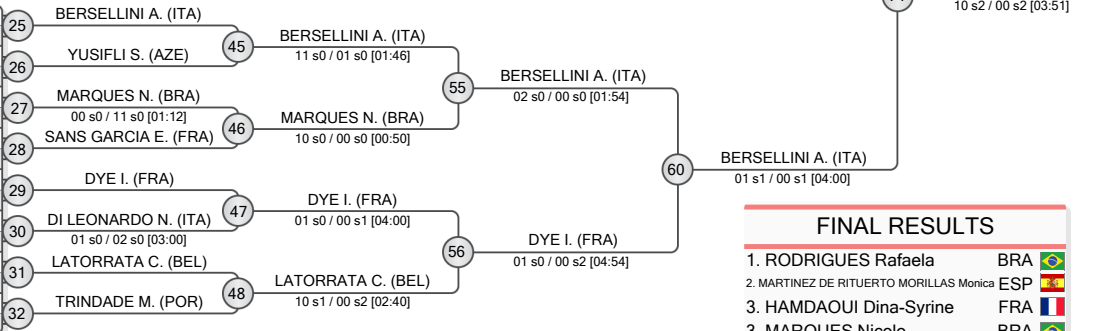 10 s2 / 00 s2 [03:51]
25
BERSELLINI A. (ITA)
26
YUSIFLI S. (AZE)
45
BERSELLINI A. (ITA)
11 s0 / 01 s0 [01:46]
27
MARQUES N. (BRA)
00 s0 / 11 s0 [01:12]
28
SANS GARCIA E. (FRA)
46
MARQUES N. (BRA)
10 s0 / 00 s0 [00:50]
55
BERSELLINI A. (ITA)
02 s0 / 00 s0 [01:54]
29
DYE I. (FRA)
30
DI LEONARDO N. (ITA)
01 s0 / 02 s0 [03:00]
47
DYE I. (FRA)
01 s0 / 00 s1 [04:00]
31
LATORRATA C. (BEL)
32
TRINDADE M. (POR)
48
LATORRATA C. (BEL)
10 s1 / 00 s2 [02:40]
56
DYE I. (FRA)
01 s0 / 00 s2 [04:54]
60
BERSELLINI A. (ITA)
01 s1 / 00 s1 [04:00]
FINAL RESULTS
1. RODRIGUES Rafaela BRA
2. MARTINEZ DE RITUERTO MORILLAS Monica ESP
3. HAMDAOUI Dina-Syrine FRA
3. MARQUES Nicole BRA